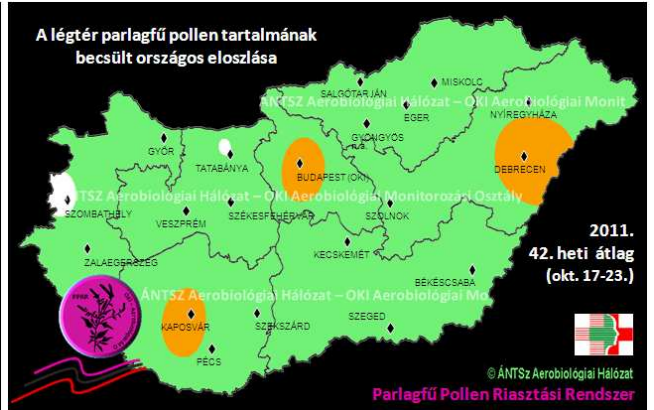 A légtér parlagfű pollen tartalmának
becsült országos eloszlása
SALGÓTARJÁN
MISKOLC
ÁNTSZ Aerobiológiai Hálózat – OKI Aerobiológiai Monit
EGER
NYÍREGYHÁZA
GYÖNGYÖS
n.a.
GYŐR
TATABÁNYA
BUDAPEST (OKI)
DEBRECEN
ÁNTSZ Aerobiológiai Hálózat – OKI Aerobiológiai Monitorozási Osztály
SZOMBATHELY
VESZPRÉM
SZÉKESFEHÉRVÁR
SZOLNOK
2011.
42. heti átlag
(okt. 17-23.)
KECSKEMÉT
ZALAEGERSZEG
BÉKÉSCSABA
ÁNTSZ Aerobiológiai Hálózat – OKI Aerobiológiai Mo
KAPOSVÁR
SZEKSZÁRD
SZEGED
PÉCS
© ÁNTSz Aerobiológiai Hálózat
Parlagfű Pollen Riasztási Rendszer